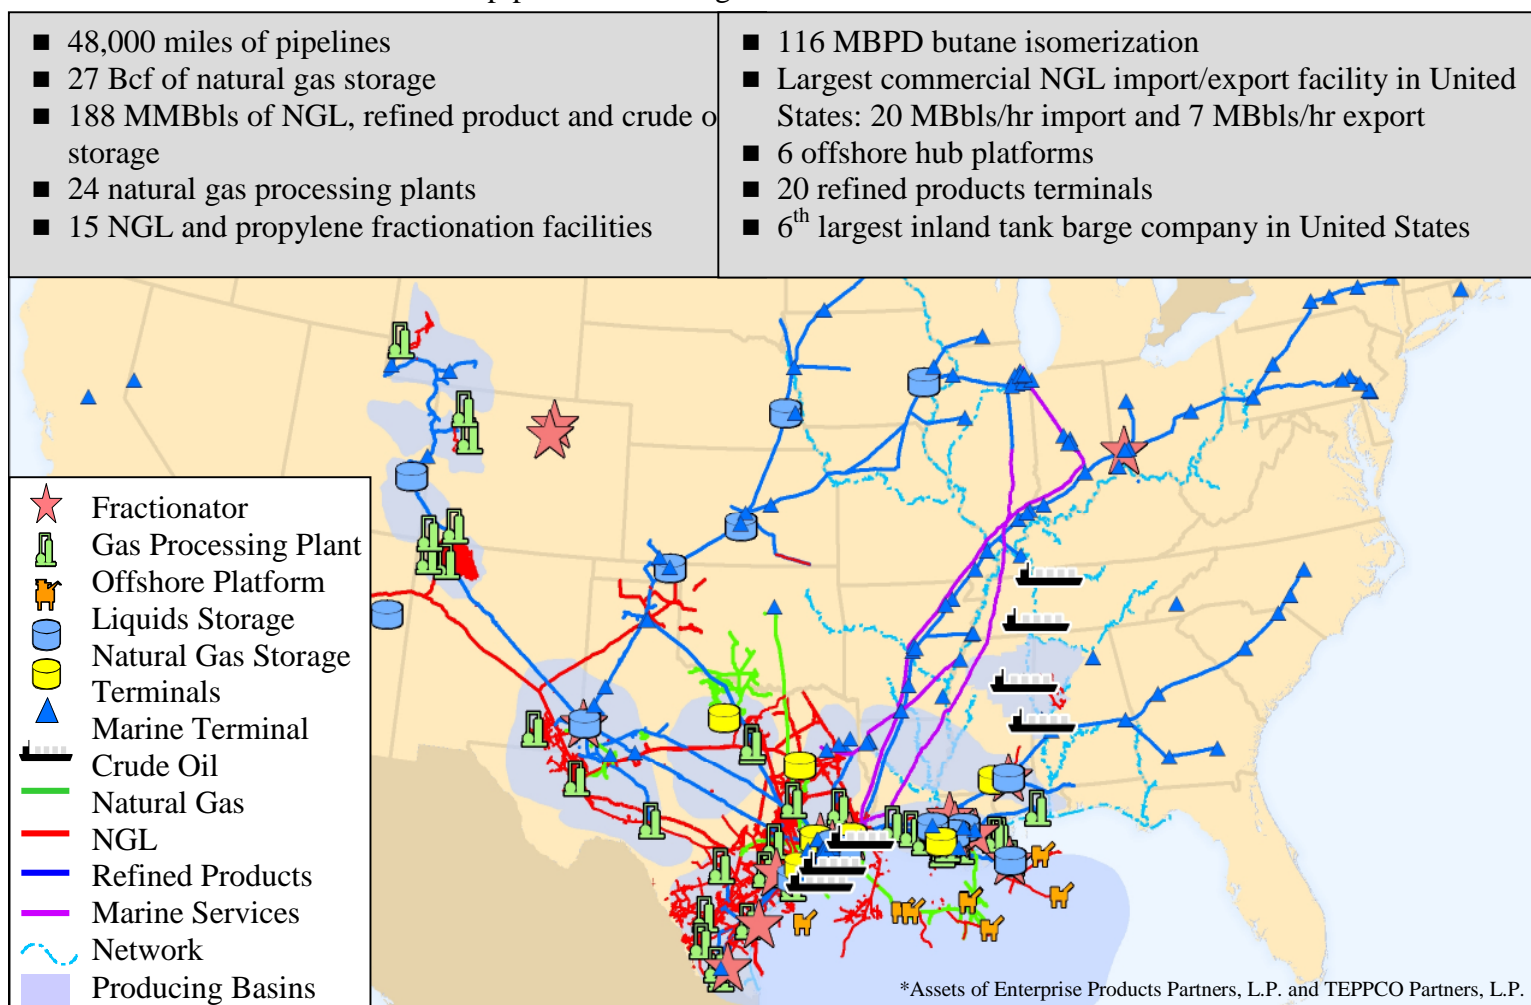 ■ 48,000 miles of pipelines
■ 27 Bcf of natural gas storage
■ 188 MMBbls of NGL, refined product and crude o
storage
■ 24 natural gas processing plants
■ 15 NGL and propylene fractionation facilities
■ 116 MBPD butane isomerization
■ Largest commercial NGL import/export facility in United
States: 20 MBbls/hr import and 7 MBbls/hr export
■ 6 offshore hub platforms
■ 20 refined products terminals
■ 6th largest inland tank barge company in United States
Fractionator
Gas Processing Plant
Offshore Platform
Liquids Storage
Natural Gas Storage
Terminals
Marine Terminal
Crude Oil
Natural Gas
NGL
Refined Products
Marine Services
Network
Producing Basins
*Assets of Enterprise Products Partners, L.P. and TEPPCO Partners, L.P.